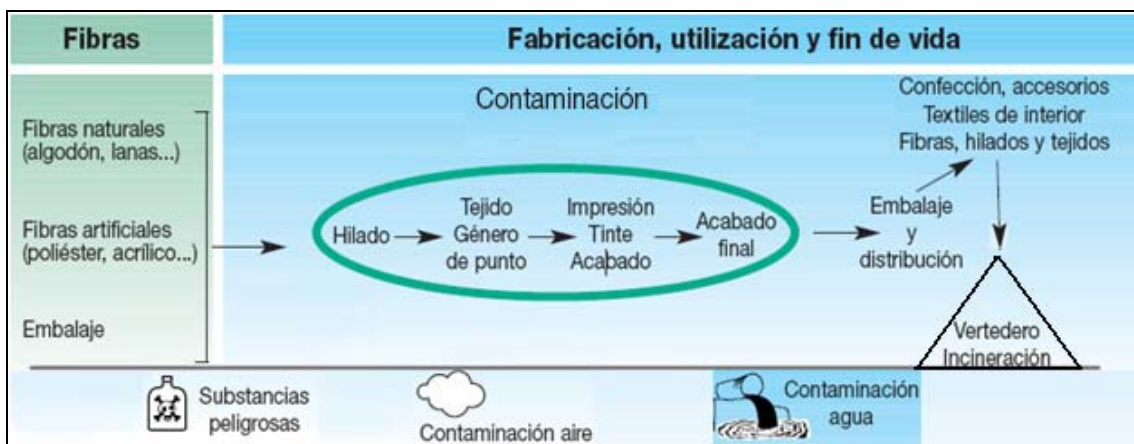 Fibras
Fabricación, utilización y fin de vida
Fibras naturales
(algodón, lanas...)
Fibras artificiales
(poliéster, acrílico...)
Embalaje
Contaminación
Hilado
Tejido
Género
de punto
Impresión
Tinte
Acabado
Acabado
final
Embalaje
y
distribución
Confección, accesorios
Textiles de interior
Fibras, hilados y tejidos
Vertedero
Incineración
Substancias
peligrosas
Contaminación aire
Contaminación
agua